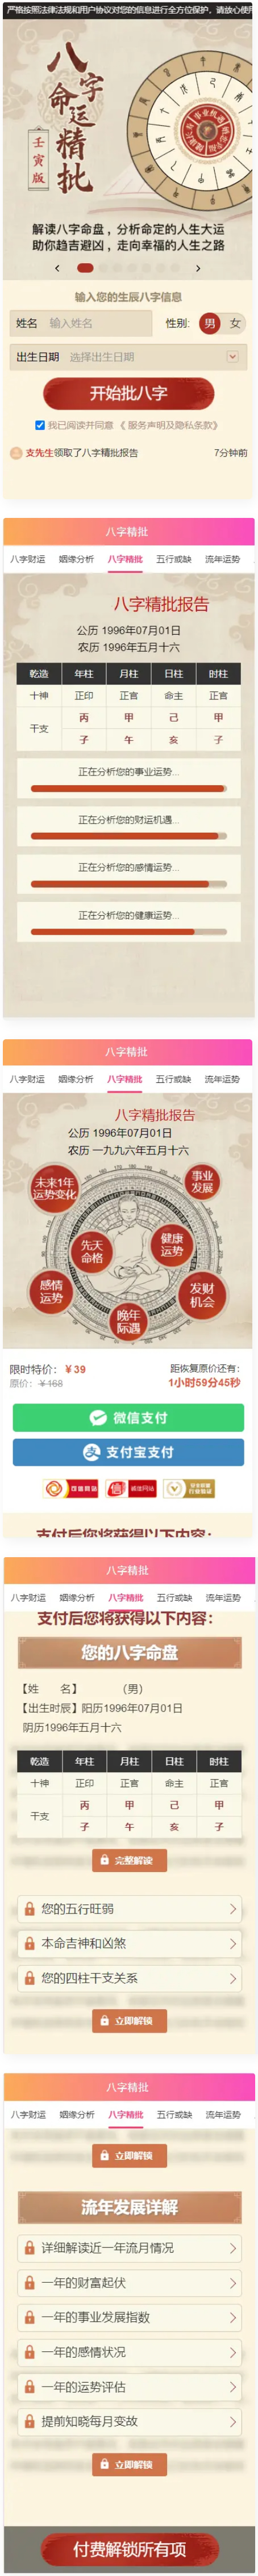 严格按照法律法规和用户协议对您的信息进行全方位保护。请放心使用
八字
命运
精批
壬寅版
解读八字命盘，分析命定的人生大运
助你趋吉避凶，走向幸福的人生之路
输入您的生辰八字信息
姓名 输入姓名 性别: 男 女
出生日期 选择出生日期
开始批八字
我已阅读并同意《 服务声明及隐私条款》
支先生领取了八字精批报告 7分钟前
八字精批
八字财运 姻缘分析 八字精批 五行或缺 流年运势
八字精批报告
公历 1996年07月01日
农历 1996年五月十六
乾造 年柱 月柱 日柱 时柱
十神 正印 正官 命主 正官
干支 丙 甲 己 甲
子 午 亥 子
正在分析您的事业运势...
正在分析您的财运机遇...
正在分析您的感情运势...
正在分析您的健康运势...
八字精批
八字财运 姻缘分析 八字精批 五行或缺 流年运势
八字精批报告
公历 1996年07月01日
农历 一九九六年五月十六
未来1年
运势变化
事业
发展
先天
命格
健康
运势
感情
运势
发财
机会
晚年
际遇
限时特价: ￥39 距恢复原价还有:
原价: ￥168 1小时59分45秒
微信支付
支付宝支付
可信网站 诚信网站
支付后您将获得以下内容:
八字精批
八字财运 姻缘分析 八字精批 五行或缺 流年运势
支付后您将获得以下内容:
您的八字命盘
【姓 名】 （男）
【出生时辰】阳历1996年07月01日
阴历1996年五月十六
乾造 年柱 月柱 日柱 时柱
十神 正印 正官 命主 正官
干支 丙 甲 己 甲
子 午 亥 子
完整解读
您的五行旺弱
本命吉神和凶煞
您的四柱干支关系
立即解锁
八字精批
八字财运 姻缘分析 八字精批 五行或缺 流年运势
立即解锁
流年发展详解
详细解读近一年流月情况
一年的财富起伏
一年的事业发展指数
一年的感情状况
一年的运势评估
提前知晓每月变故
立即解锁
付费解锁所有项